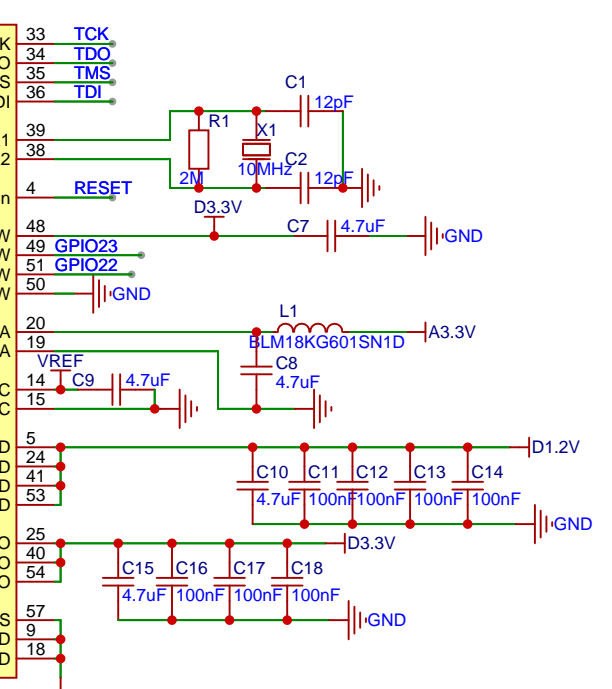 K 33 TCK
O 34 TDO
S 35 TMS
DI 36 TDI
C1
12pF
1 39
R1
X1
2 38
2M
10MHz
C2
12pF
n 4 RESET
D3.3V
W 48
C7 4.7uF
GND
W 49 GPIO23
W 51 GPIO22
W 50
GND
L1
A 20
BLM18KG601SN1D
A3.3V
A 19
VREF
C8
4.7uF
C 14
C9 4.7uF
C 15
D 5
D1.2V
D 24
C10 C11 C12 C13 C14
D 41
4.7uF 100nF 100nF 100nF 100nF
D 53
GND
O 25
D3.3V
O 40
C15 C16 C17 C18
O 54
4.7uF 100nF 100nF 100nF
S 57
GND
D 9
D 18